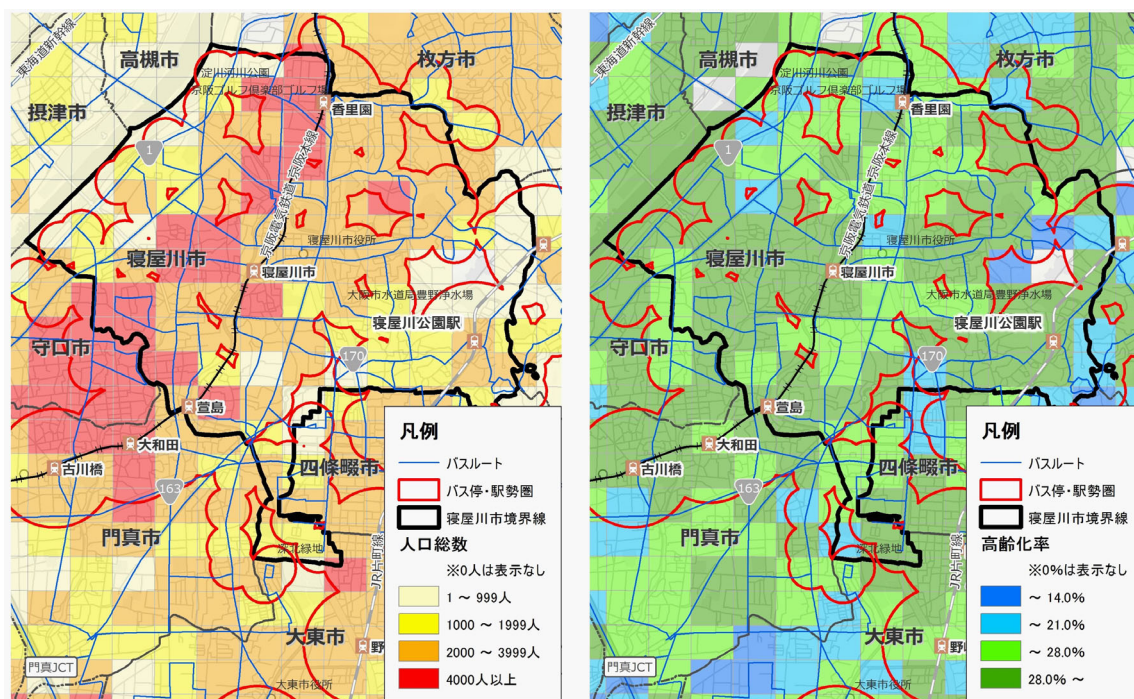 東海道新幹線
高槻市
枚方市
淀川河川公園
京阪ゴルフ倶楽部ゴルフ場
香里園
摂津市
1
京阪電気鉄道 京阪本線
寝屋川市役所
寝屋川市
寝屋川市
大阪市水道局豊野浄水場
寝屋川公園駅
守口市
170
萱島
大和田
古川橋
四條畷市
163
門真市
深北緑地
JR片町線
大東市
野
門真JCT
大東市役所
凡例
バスルート
バス停・駅勢圏
寝屋川市境界線
人口総数
※0人は表示なし
1 ~ 999人
1000 ~ 1999人
2000 ~ 3999人
4000人以上
東海道新幹線
高槻市
枚方市
淀川河川公園
京阪ゴルフ倶楽部ゴルフ場
香里園
摂津市
1
京阪電気鉄道 京阪本線
寝屋川市役所
寝屋川市
寝屋川市
大阪市水道局豊野浄水場
寝屋川公園駅
守口市
170
萱島
大和田
古川橋
四條畷市
163
門真市
深北緑地
JR片町線
大東市
野
門真JCT
大東市役所
凡例
バスルート
バス停・駅勢圏
寝屋川市境界線
高齢化率
※0%は表示なし
~ 14.0%
~ 21.0%
~ 28.0%
28.0% ~